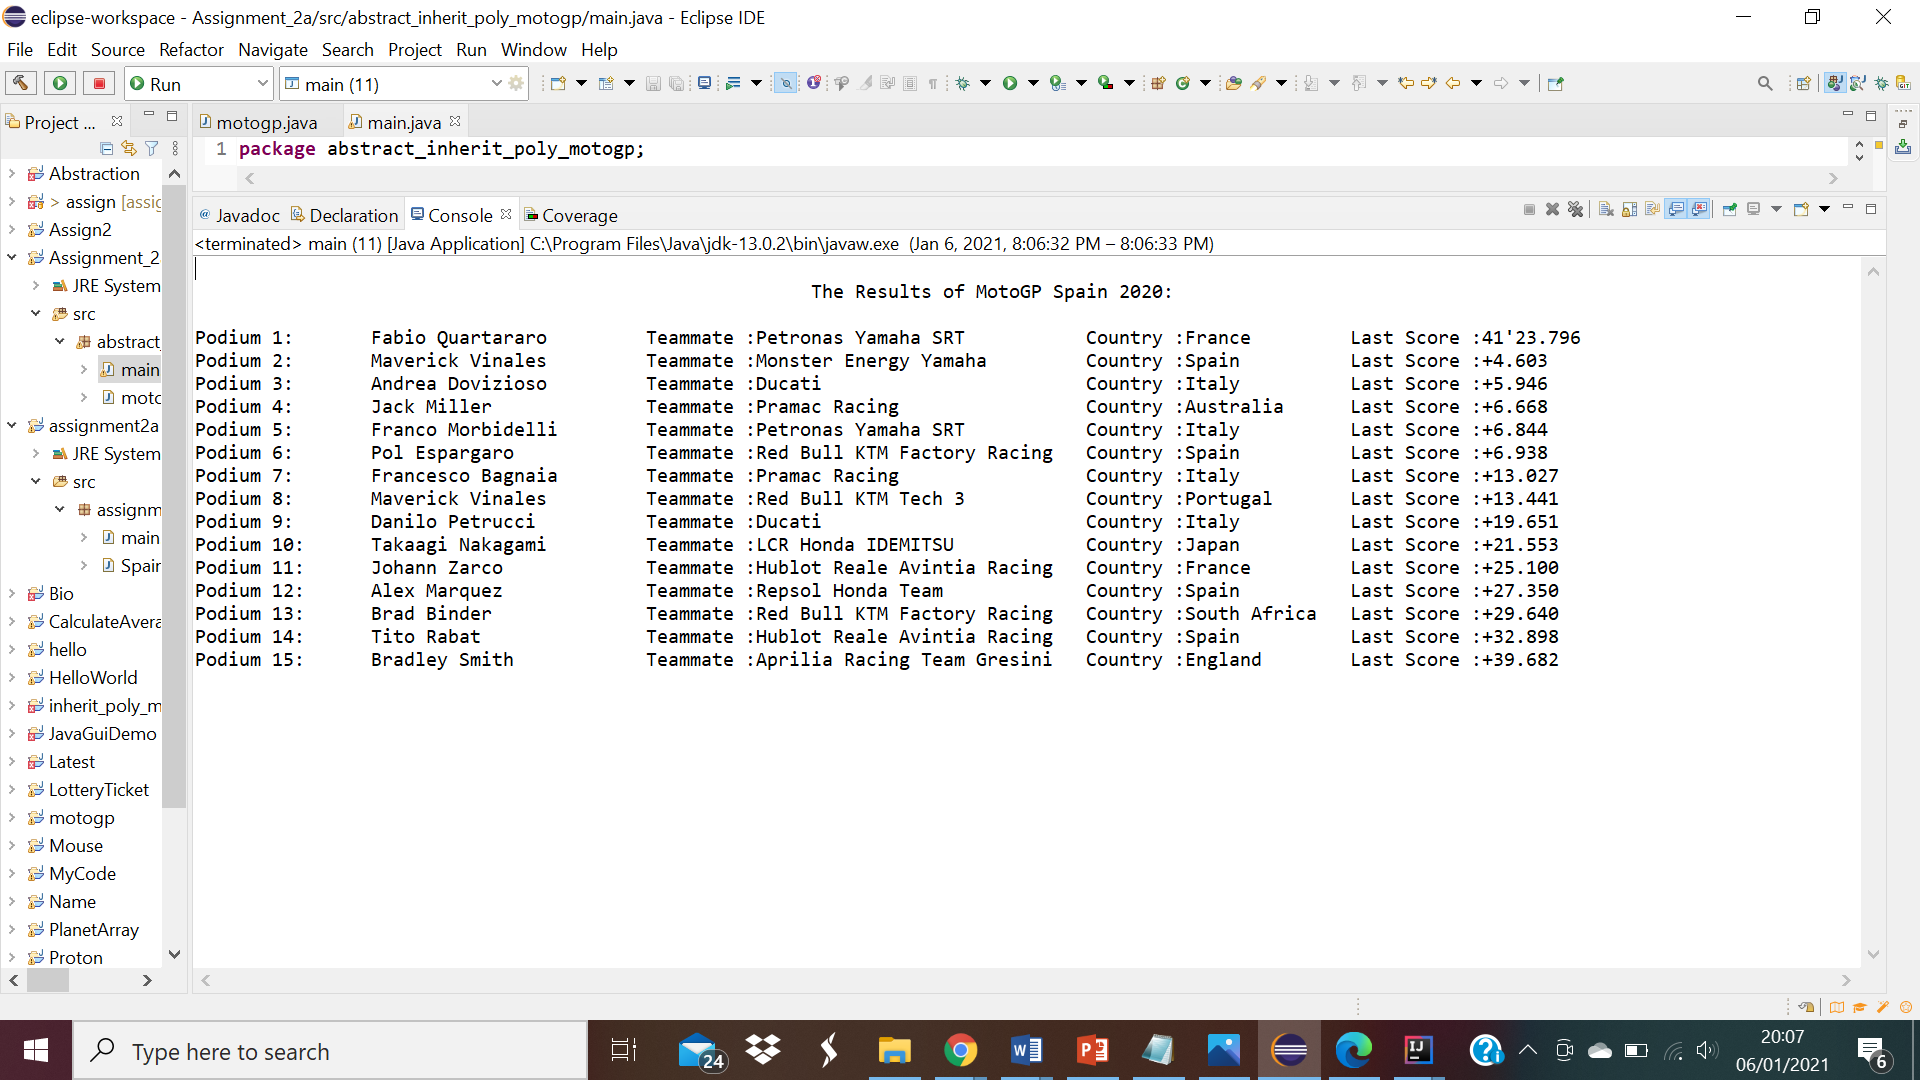 eclipse-workspace - Assignment_2a/src/abstract_inherit_poly_motogp/main.java - Eclipse IDE
File Edit Source Refactor Navigate Search Project Run Window Help
Run main (11)
Project ...
motogp.java main.java
1 package abstract_inherit_poly_motogp;
Abstraction
> assign [assig
Assign2
Assignment_2
JRE System
src
abstract_
main
moto
assignment2a
JRE System
src
assignm
main
Spair
Bio
CalculateAvera
hello
HelloWorld
inherit_poly_m
JavaGuiDemo
Latest
LotteryTicket
motogp
Mouse
MyCode
Name
PlanetArray
Proton
@ Javadoc Declaration Console Coverage
<terminated> main (11) [Java Application] C:\Program Files\Java\jdk-13.0.2\bin\javaw.exe (Jan 6, 2021, 8:06:32 PM – 8:06:33 PM)
The Results of MotoGP Spain 2020:
Podium 1: Fabio Quartararo Teammate :Petronas Yamaha SRT Country :France Last Score :41'23.796
Podium 2: Maverick Vinales Teammate :Monster Energy Yamaha Country :Spain Last Score :+4.603
Podium 3: Andrea Dovizioso Teammate :Ducati Country :Italy Last Score :+5.946
Podium 4: Jack Miller Teammate :Pramac Racing Country :Australia Last Score :+6.668
Podium 5: Franco Morbidelli Teammate :Petronas Yamaha SRT Country :Italy Last Score :+6.844
Podium 6: Pol Espargaro Teammate :Red Bull KTM Factory Racing Country :Spain Last Score :+6.938
Podium 7: Francesco Bagnaia Teammate :Pramac Racing Country :Italy Last Score :+13.027
Podium 8: Maverick Vinales Teammate :Red Bull KTM Tech 3 Country :Portugal Last Score :+13.441
Podium 9: Danilo Petrucci Teammate :Ducati Country :Italy Last Score :+19.651
Podium 10: Takaagi Nakagami Teammate :LCR Honda IDEMITSU Country :Japan Last Score :+21.553
Podium 11: Johann Zarco Teammate :Hublot Reale Avintia Racing Country :France Last Score :+25.100
Podium 12: Alex Marquez Teammate :Repsol Honda Team Country :Spain Last Score :+27.350
Podium 13: Brad Binder Teammate :Red Bull KTM Factory Racing Country :South Africa Last Score :+29.640
Podium 14: Tito Rabat Teammate :Hublot Reale Avintia Racing Country :Spain Last Score :+32.898
Podium 15: Bradley Smith Teammate :Aprilia Racing Team Gresini Country :England Last Score :+39.682
Type here to search
24
20:07
06/01/2021
6